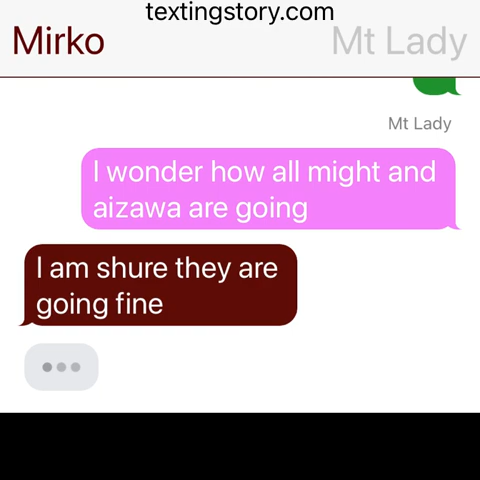 textingstory.com
Mirko
Mt Lady
Mt Lady
I wonder how all might and
aizawa are going
I am shure they are
going fine